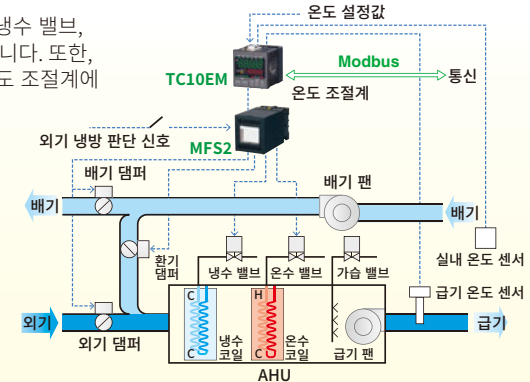 냉수 밸브,
니다. 또한,
도 조절계에
온도 설정값
TC10EM
Modbus
통신
온도 조절계
외기 냉방 판단 신호
MFS2
배기 댐퍼
배기 팬
배기
배기
환기
댐퍼
냉수 밸브
온수 밸브
가습 밸브
실내 온도 센서
급기 온도 센서
외기
외기 댐퍼
C
C
냉수
코일
H
C
온수
코일
급기 팬
급기
AHU